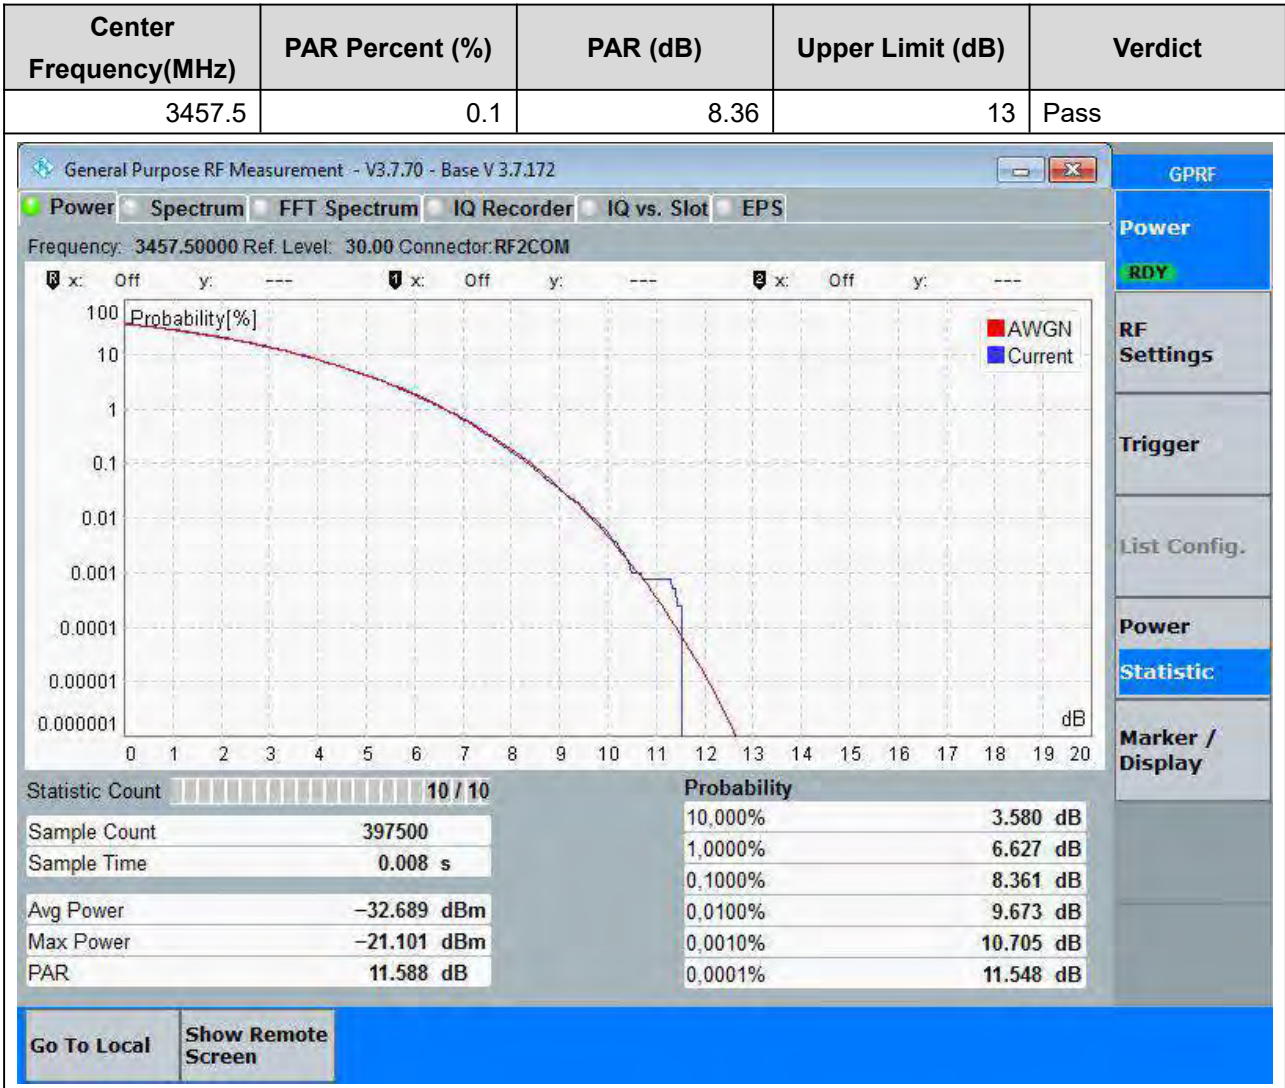 Center Frequency(MHz) PAR Percent (%) PAR (dB) Upper Limit (dB) Verdict
3457.5 0.1 8.36 13 Pass
General Purpose RF Measurement - V3.7.70 - Base V 3.7.172
GPRF
Power Spectrum FFT Spectrum IQ Recorder IQ vs. Slot EPS
Frequency: 3457.50000 Ref. Level: 30.00 Connector:RF2COM
R x: Off y: --- 1 x: Off y: --- 2 x: Off y: ---
Probability[%]
100
10
1
0.1
0.01
0.001
0.0001
0.00001
0.000001
AWGN
Current
dB
0 1 2 3 4 5 6 7 8 9 10 11 12 13 14 15 16 17 18 19 20
Statistic Count 10 / 10
Sample Count 397500
Sample Time 0.008 s
Avg Power −32.689 dBm
Max Power −21.101 dBm
PAR 11.588 dB
Probability
10,000% 3.580 dB
1,0000% 6.627 dB
0,1000% 8.361 dB
0,0100% 9.673 dB
0,0010% 10.705 dB
0,0001% 11.548 dB
Power
RDY
RF
Settings
Trigger
List Config.
Power
Statistic
Marker /
Display
Go To Local
Show Remote
Screen